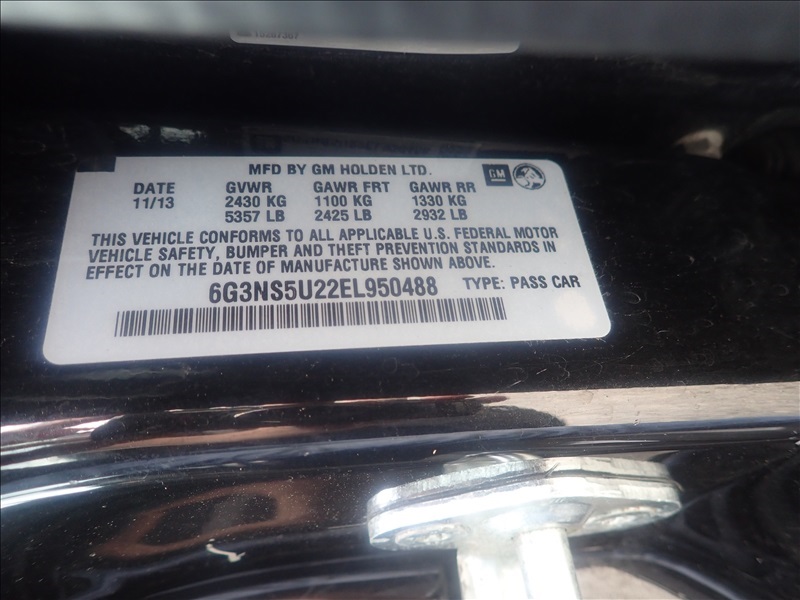 MFD BY GM HOLDEN LTD.
GM
DATE GVWR GAWR FRT GAWR RR
11/13 2430 KG 1100 KG 1330 KG
5357 LB 2425 LB 2932 LB
THIS VEHICLE CONFORMS TO ALL APPLICABLE U.S. FEDERAL MOTOR
VEHICLE SAFETY, BUMPER AND THEFT PREVENTION STANDARDS IN
EFFECT ON THE DATE OF MANUFACTURE SHOWN ABOVE.
6G3NS5U22EL950488 TYPE: PASS CAR